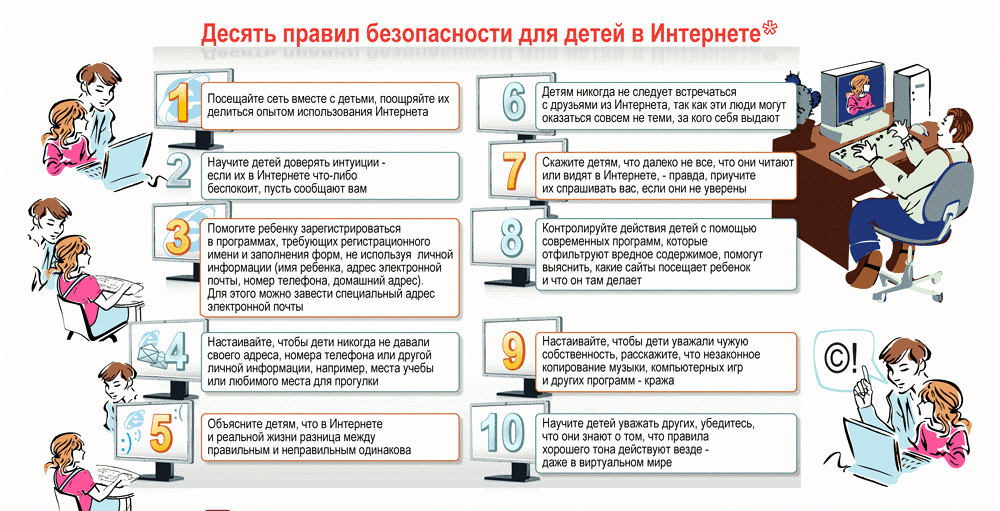 Десять правил безопасности для детей в Интернете*
1
Посещайте сеть вместе с детьми, поощряйте их
делиться опытом использования Интернета
2
Научите детей доверять интуиции -
если их в Интернете что-либо
беспокоит, пусть сообщают вам
3
Помогите ребенку зарегистрироваться
в программах, требующих регистрационного
имени и заполнения форм, не используя личной
информации (имя ребенка, адрес электронной
почты, номер телефона, домашний адрес).
Для этого можно завести специальный адрес
электронной почты
4
Настаивайте, чтобы дети никогда не давали
своего адреса, номера телефона или другой
личной информации, например, места учебы
или любимого места для прогулки
5
Объясните детям, что в Интернете
и реальной жизни разница между
правильным и неправильным одинакова
6
Детям никогда не следует встречаться
с друзьями из Интернета, так как эти люди могут
оказаться совсем не теми, за кого себя выдают
7
Скажите детям, что далеко не все, что они читают
или видят в Интернете, - правда, приучите
их спрашивать вас, если они не уверены
8
Контролируйте действия детей с помощью
современных программ, которые
отфильтруют вредное содержимое, помогут
выяснить, какие сайты посещает ребенок
и что он там делает
9
Настаивайте, чтобы дети уважали чужую
собственность, расскажите, что незаконное
копирование музыки, компьютерных игр
и других программ - кража
10
Научите детей уважать других, убедитесь,
что они знают о том, что правила
хорошего тона действуют везде -
даже в виртуальном мире
©!